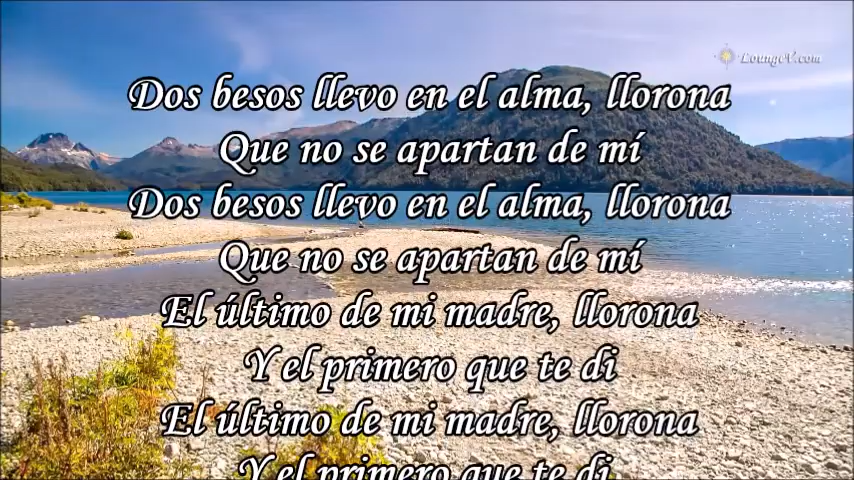 LoungeV.com
Dos besos llevo en el alma, llorona
Que no se apartan de mí
Dos besos llevo en el alma, llorona
Que no se apartan de mí
El último de mi madre, llorona
Y el primero que te di
El último de mi madre, llorona
Y el primero que te di